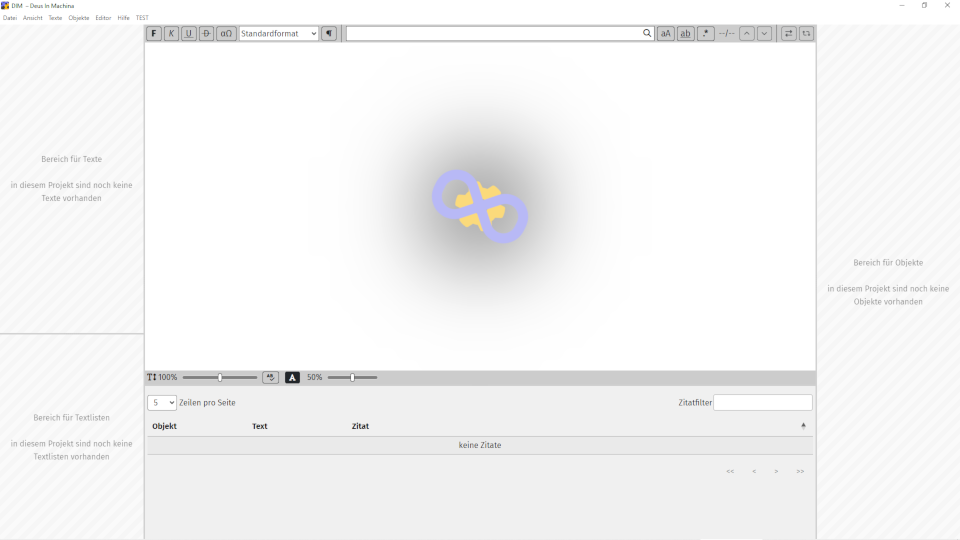 DIM - Deus In Machina
Datei Ansicht Texte Objekte Editor Hilfe TEST
F K U D αΩ Standardformat ¶ aA ab .* --/--
Bereich für Texte
in diesem Projekt sind noch keine
Texte vorhanden
Bereich für Objekte
in diesem Projekt sind noch keine
Objekte vorhanden
T 100% A 50%
5 Zeilen pro Seite Zitatfilter
Objekt Text Zitat
keine Zitate
<< < > >>
Bereich für Textlisten
in diesem Projekt sind noch keine
Textlisten vorhanden